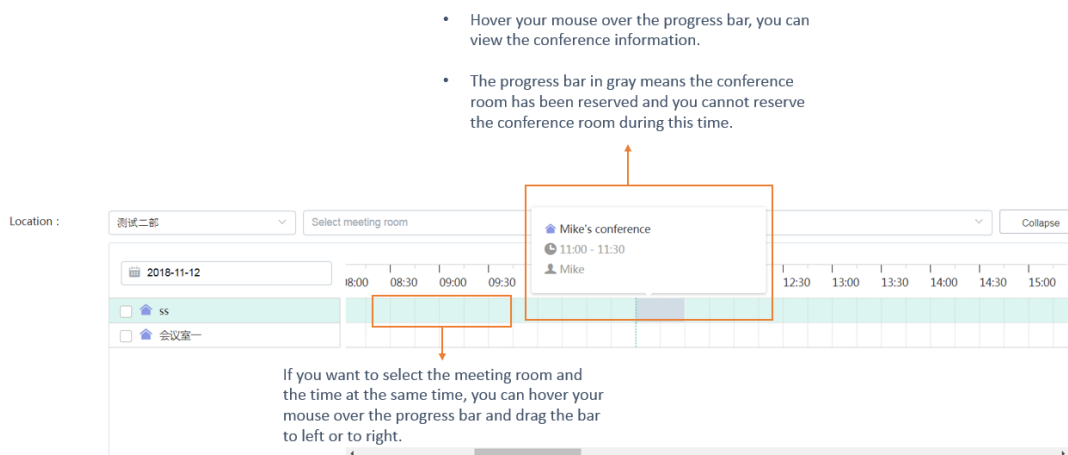 • Hover your mouse over the progress bar, you can
view the conference information.
• The progress bar in gray means the conference
room has been reserved and you cannot reserve
the conference room during this time.
Location :
测试二部
Select meeting room
Collapse
Mike's conference
11:00 - 11:30
Mike
2018-11-12
08:00 08:30 09:00 09:30 12:30 13:00 13:30 14:00 14:30 15:00
ss
会议室一
If you want to select the meeting room and
the time at the same time, you can hover your
mouse over the progress bar and drag the bar
to left or to right.